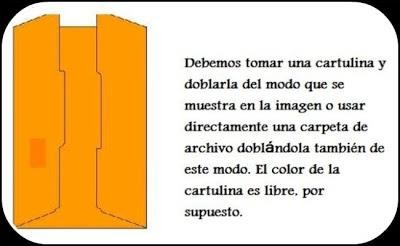 Debemos tomar una cartulina y
doblarla del modo que se
muestra en la imagen o usar
directamente una carpeta de
archivo doblándola también de
este modo. El color de la
cartulina es libre, por
supuesto.